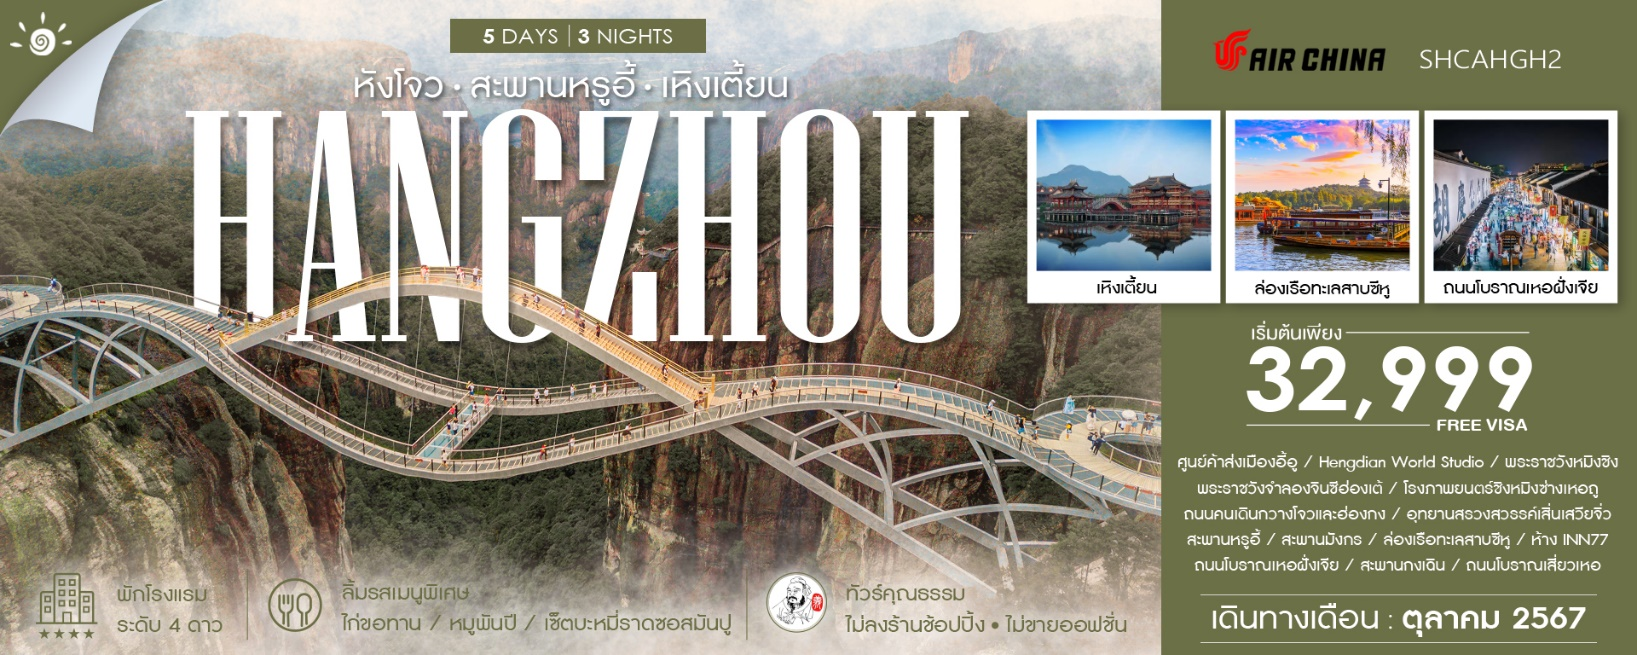 5 DAYS | 3 NIGHTS
หังโจว • สะพานหรูอี้ • เหิงเตี้ยน
HANGZHOU
AIR CHINA SHCAHGH2
เหิงเตี้ยน
ล่องเรือทะเลสาบซีหู
ถนนโบราณเหอฝั่งเจีย
เริ่มต้นเพียง
32,999
FREE VISA
ศูนย์ค้าส่งเมืองอี้อู / Hengdian World Studio / พระราชวังหมิงชิง
พระราชวังจำลองจิ๋นซีฮ่องเต้ / โรงภาพยนตร์ชิงหมิงซ่างเหอถู
ถนนคนเดินกวางโจวและฮ่องกง / อุทยานสรวงสวรรค์เสินเสวียจิ่ว
สะพานหรูอี้ / สะพานมังกร / ล่องเรือทะเลสาบซีหู / ห้าง INN77
ถนนโบราณเหอฝั่งเจีย / สะพานกงเฉิน / ถนนโบราณเสี่ยวเหอ
เดินทางเดือน : ตุลาคม 2567
พักโรงแรม
ระดับ 4 ดาว
ลิ้มรสเมนูพิเศษ
ไก่ขอทาน / หมูพันปี / เซ็ตบะหมี่ราดซอสมันปู
ทัวร์คุณธรรม
ไม่ลงร้านช้อปปิ้ง • ไม่ขายออฟชั่น